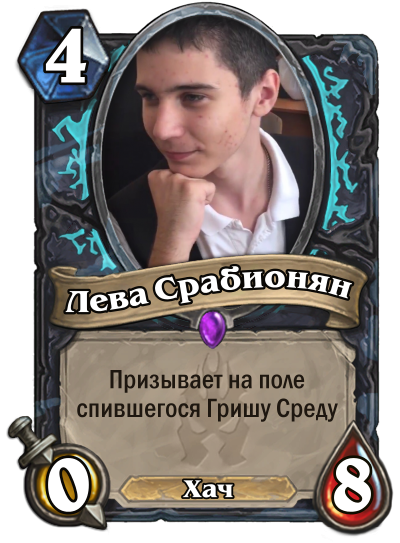 4
Лева Срабионян
Призывает на поле
спившегося Гришу Среду
0
Хач
8